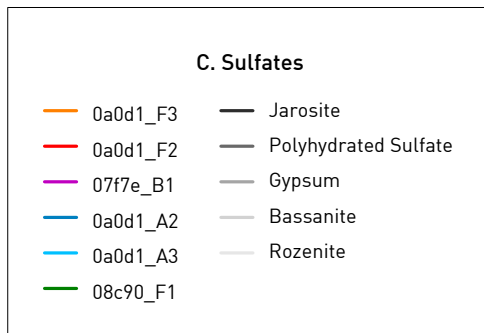 C. Sulfates
0a0d1_F3
0a0d1_F2
07f7e_B1
0a0d1_A2
0a0d1_A3
08c90_F1
Jarosite
Polyhydrated Sulfate
Gypsum
Bassanite
Rozenite